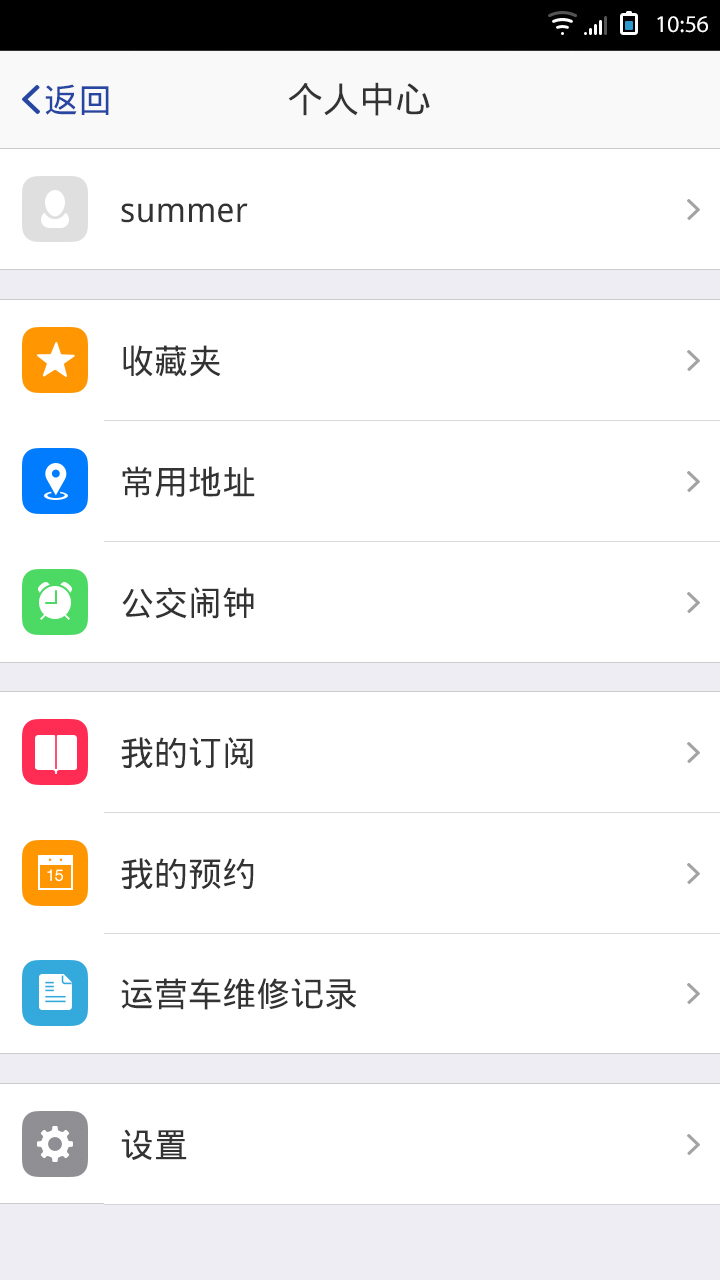 10:56
返回
个人中心
summer
收藏夹
常用地址
公交闹钟
我的订阅
15
我的预约
运营车维修记录
设置